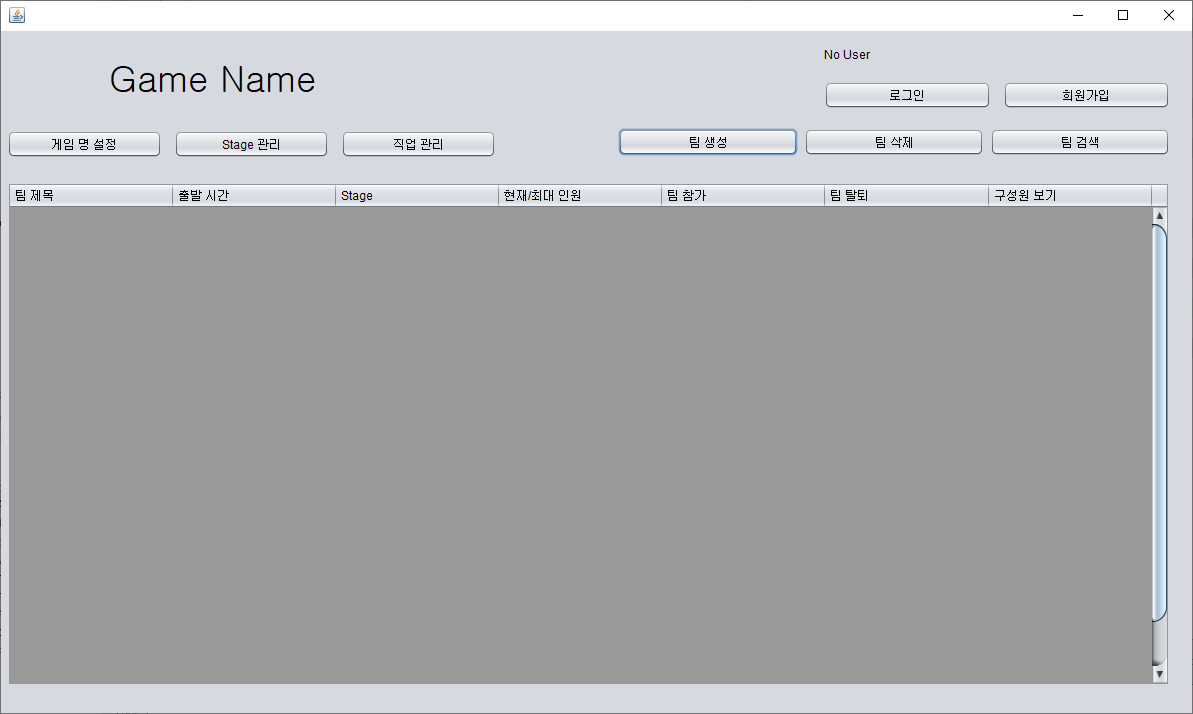 No User
Game Name
로그인 회원가입
게임 명 설정 Stage 관리 직업 관리 팀 생성 팀 삭제 팀 검색
팀 제목 출발 시간 Stage 현재/최대 인원 팀 참가 팀 탈퇴 구성원 보기